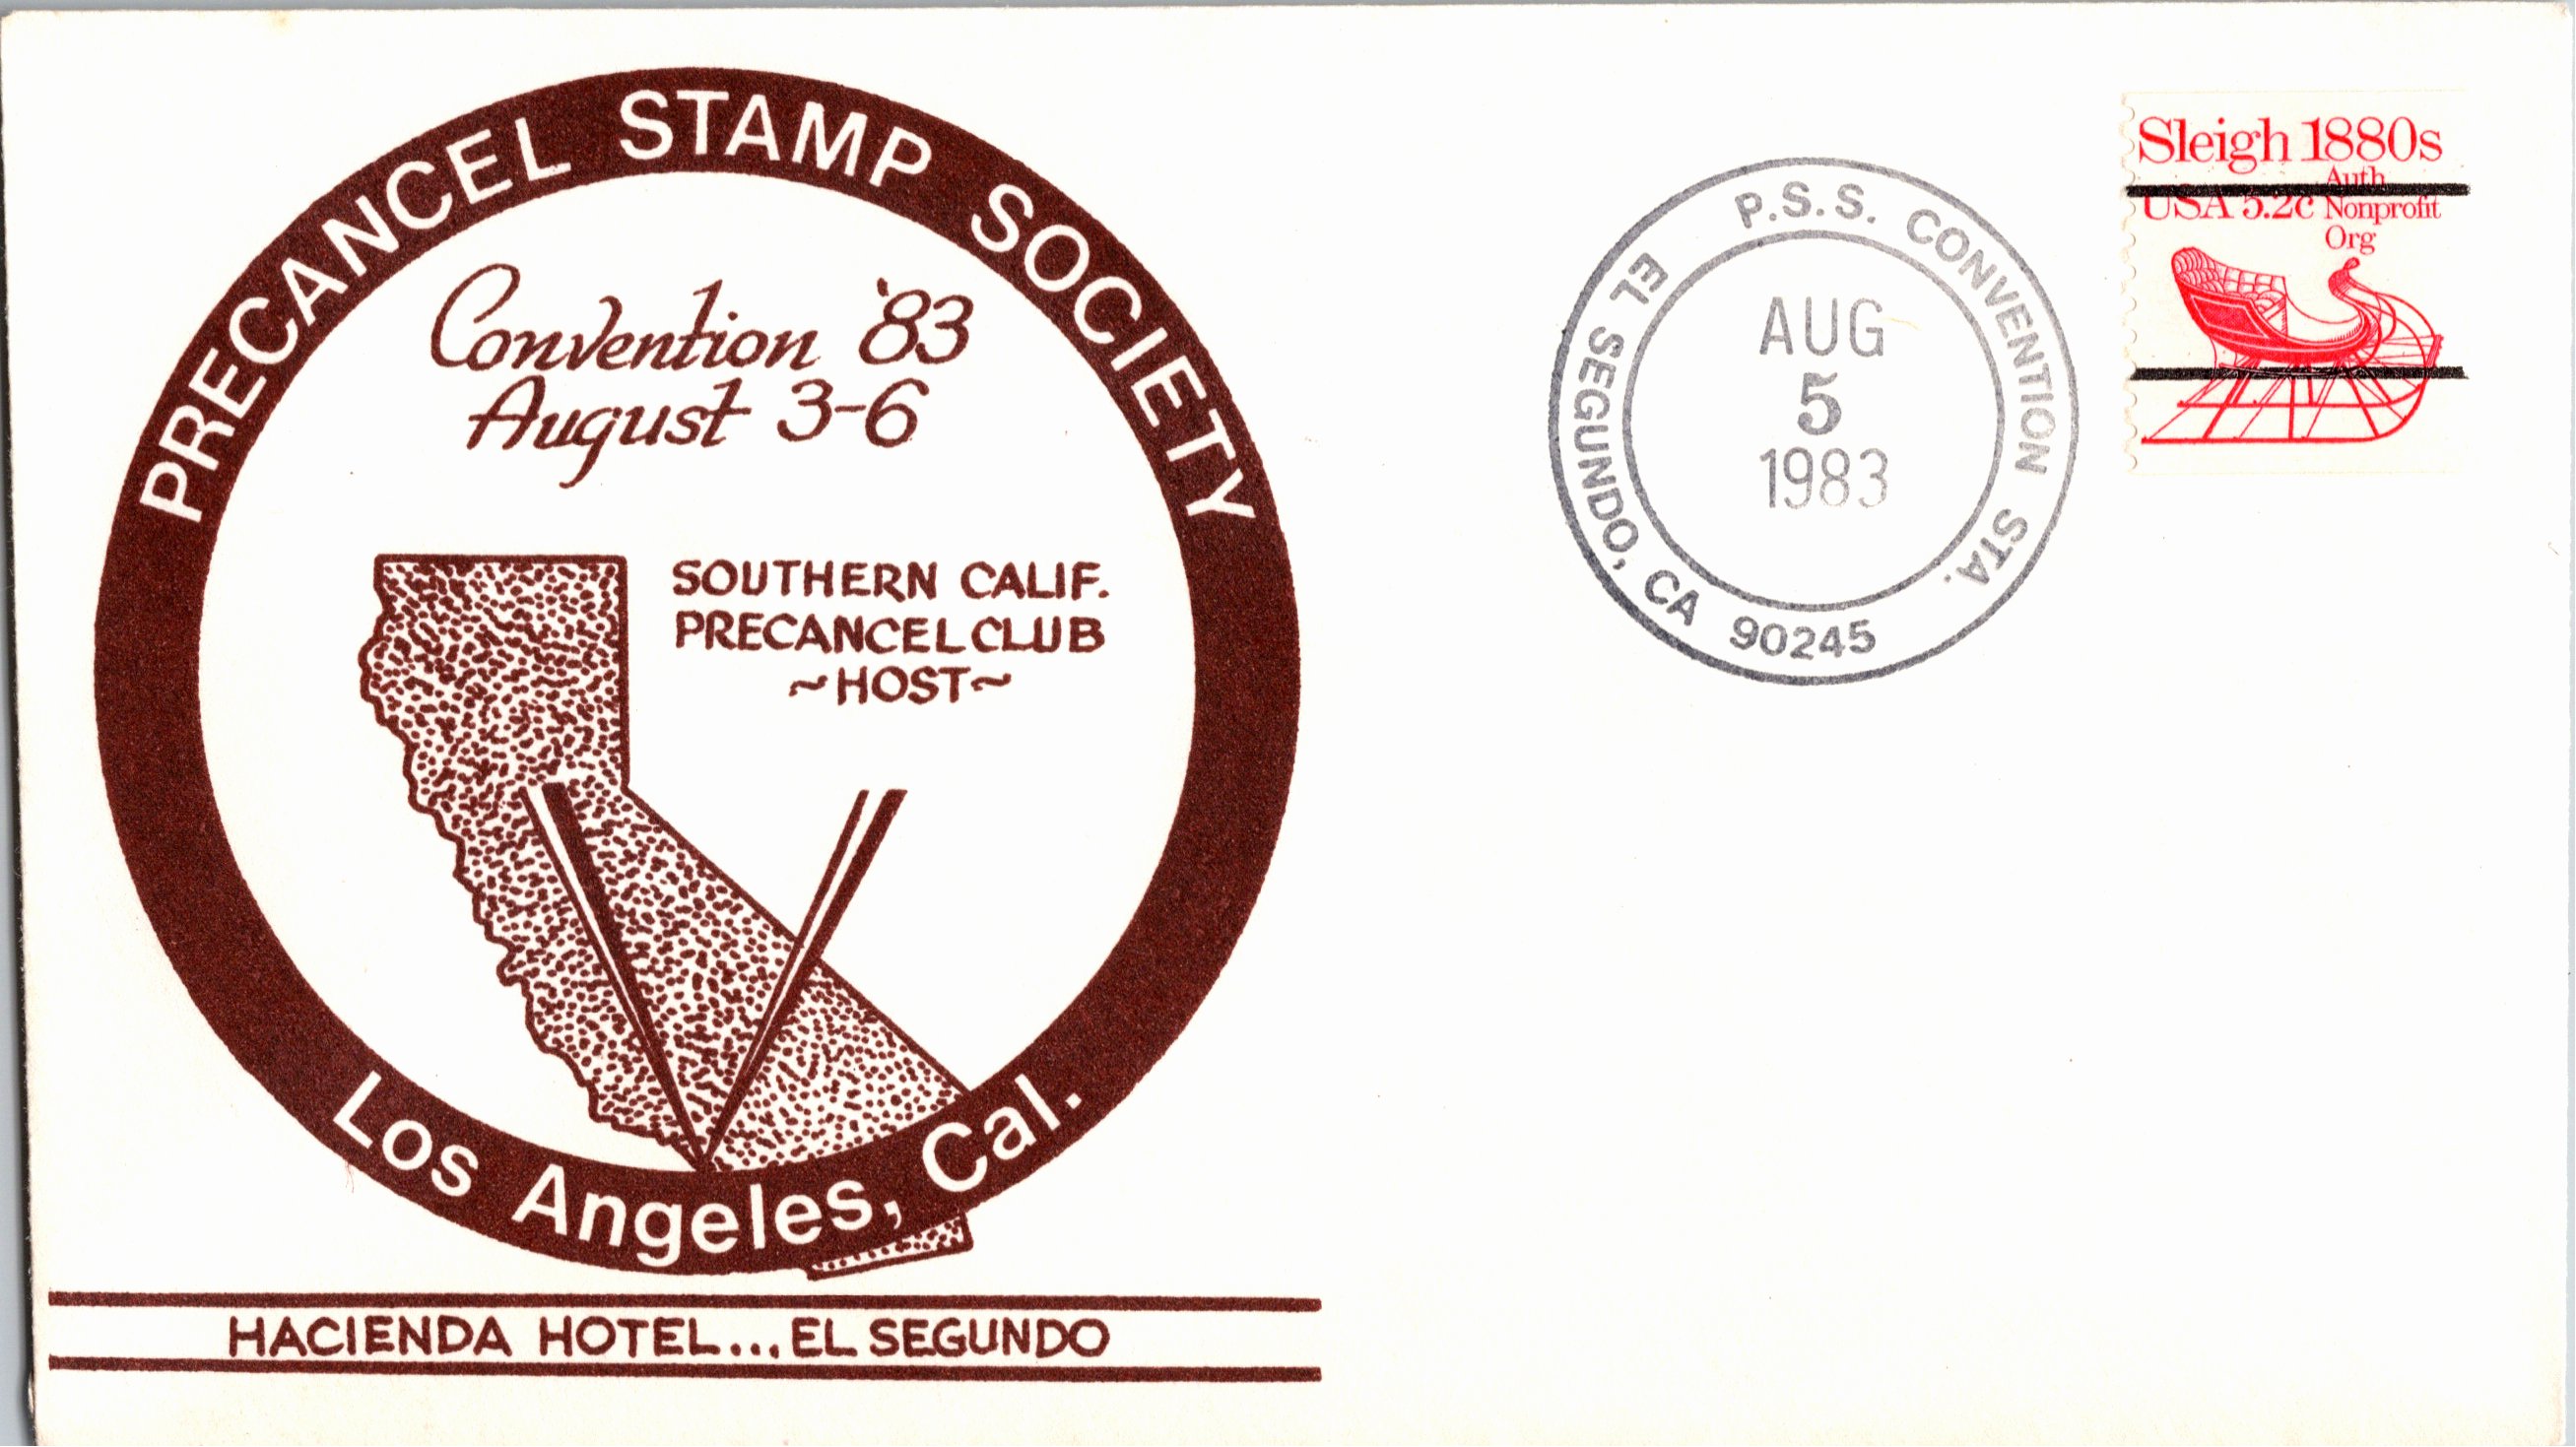 PRECANCEL STAMP SOCIETY
Convention '83
August 3-6
SOUTHERN CALIF.
PRECANCEL CLUB
~HOST~
Los Angeles, Cal.
HACIENDA HOTEL...EL SEGUNDO
P.S.S. CONVENTION STA.
EL SEGUNDO, CA 90245
AUG
5
1983
Sleigh 1880s
Auth
USA 5.2c Nonprofit
Org